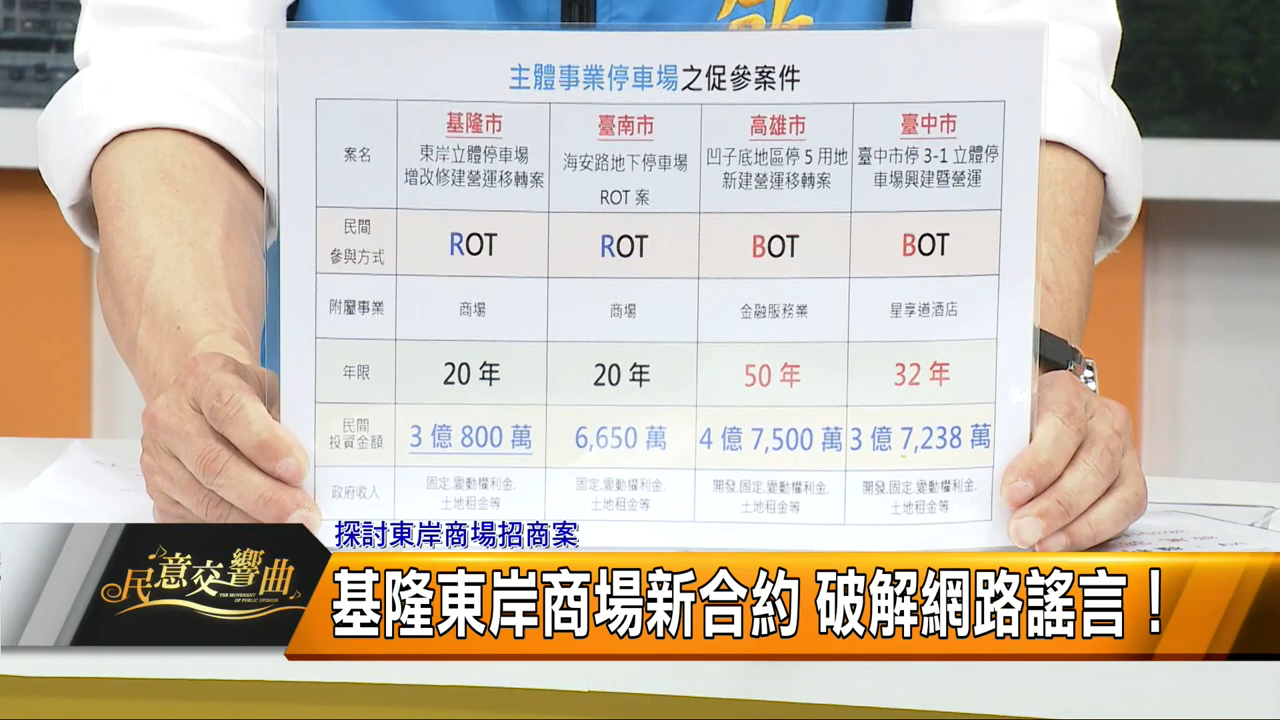 主體事業停車場之促參案件
案名
基隆市
東岸立體停車場
增改修建營運移轉案
臺南市
海安路地下停車場
ROT 案
高雄市
凹子底地區停 5 用地
新建營運移轉案
臺中市
臺中市停 3-1 立體停
車場興建暨營運
民間
參與方式
ROT
ROT
BOT
BOT
附屬事業
商場
商場
金融服務業
星享道酒店
年限
20 年
20 年
50 年
32 年
民間
投資金額
3 億 800 萬
6,650 萬
4 億 7,500 萬
3 億 7,238 萬
政府收入
固定.變動權利金.
土地租金等
固定.變動權利金.
土地租金等
開發.固定.變動權利金.
土地租金等
開發.固定.變動權利金.
土地租金等
探討東岸商場招商案
民意交響曲
THE MOVEMENT
OF PUBLIC OPINION
基隆東岸商場新合約 破解網路謠言！